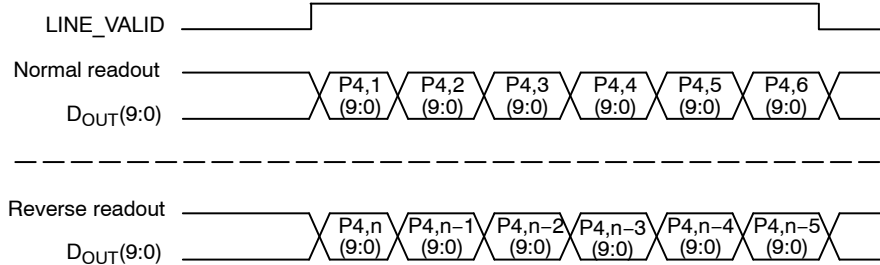 LINE_VALID
Normal readout
P4,1 P4,2 P4,3 P4,4 P4,5 P4,6
(9:0) (9:0) (9:0) (9:0) (9:0) (9:0)
DOUT(9:0)
Reverse readout
P4,n P4,n−1 P4,n−2 P4,n−3 P4,n−4 P4,n−5
(9:0) (9:0) (9:0) (9:0) (9:0) (9:0)
DOUT(9:0)